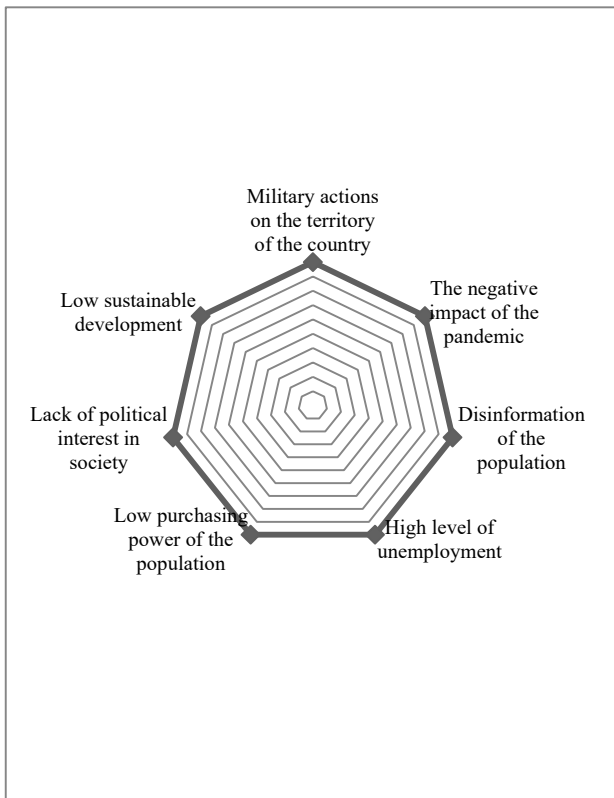 Military actions
on the territory
of the country
The negative
impact of the
pandemic
Disinformation
of the
population
High level of
unemployment
Low purchasing
power of the
population
Lack of political
interest in
society
Low sustainable
development